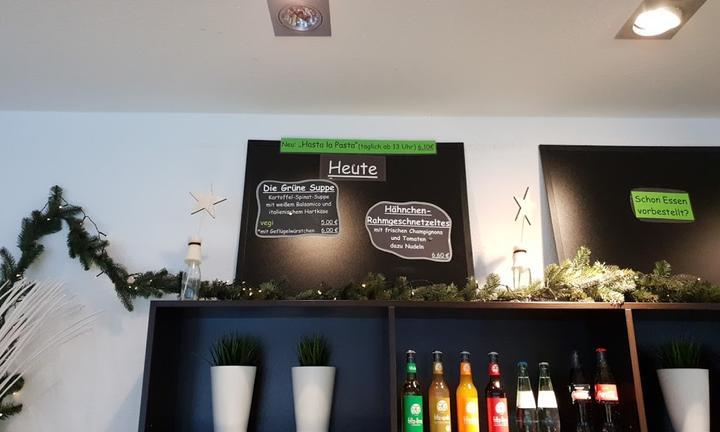 Neu: „Hasta la Pasta" (täglich ab 13 Uhr) 6,10€
Heute
Die Grüne Suppe
Kartoffel-Spinat-Suppe
mit weißem Balsamico und
italienischem Hartkäse
vegi 5,00 €
*mit Geflügelwürstchen 6,00 €
Hähnchen-
Rahmgeschnetzeltes
mit frischen Champignons
und Tomaten
dazu Nudeln
6,60 €
Schon Essen
vorbestellt?